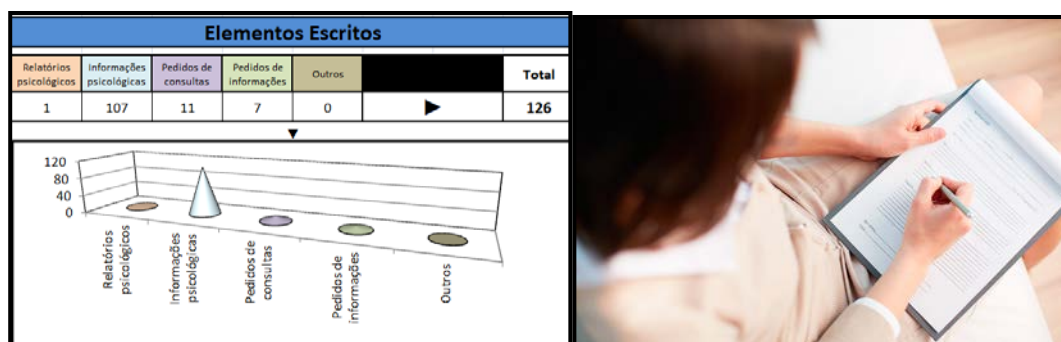 Elementos Escritos
Relatórios psicológicos
Informações psicológicas
Pedidos de consultas
Pedidos de informações
Outros
Total
1 107 11 7 0 126
120
80
40
0
Relatórios
psicológicos
Informações
psicológicas
Pedidos de
consultas
Pedidos de
informações
Outros